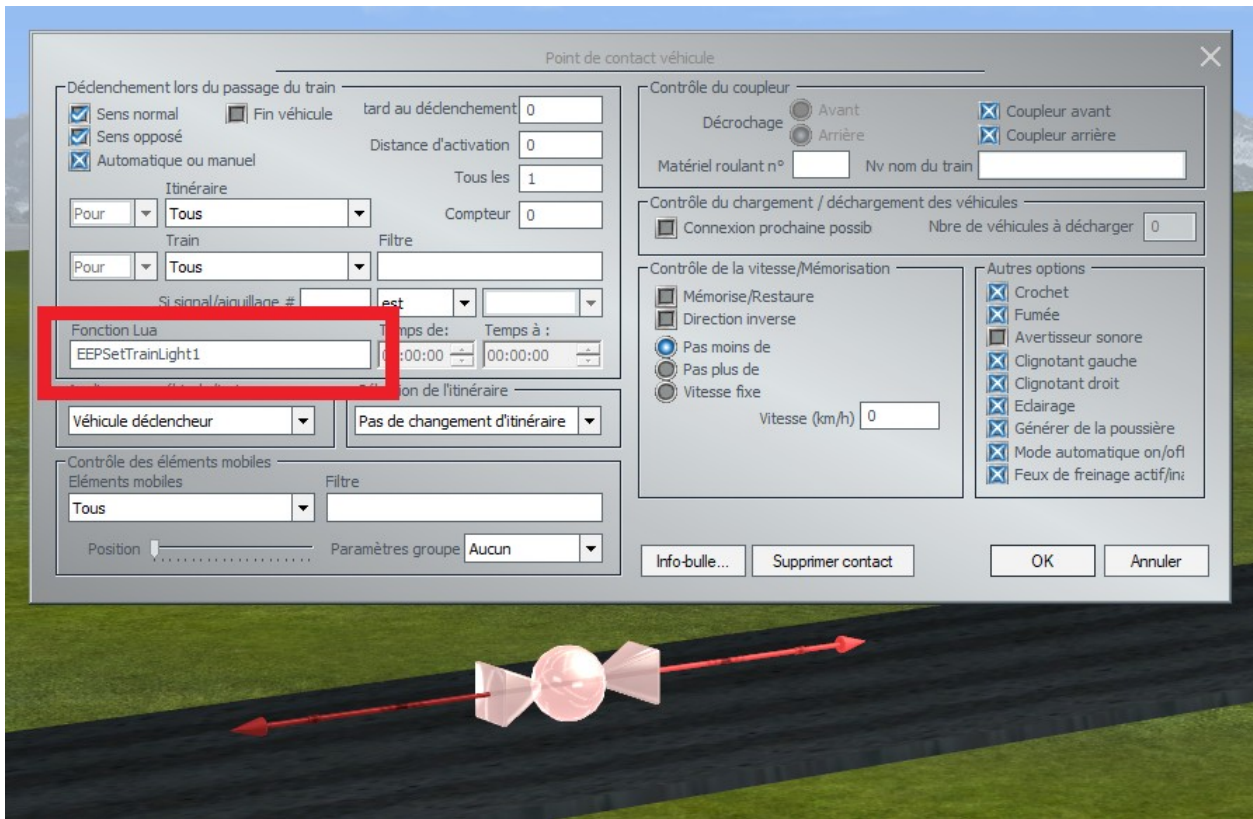 Point de contact véhicule
Déclenchement lors du passage du train
Sens normal
Fin véhicule
tard au déclenchement 0
Sens opposé
Distance d'activation 0
Automatique ou manuel
Tous les 1
Itinéraire
Pour Tous
Compteur 0
Train Filtre
Pour Tous
Si signal/aiguillage # est
Fonction Lua
Temps de: Temps à :
EEPSetTrainLight1
00:00:00
Sélection de l'itinéraire
Véhicule déclencheur
Pas de changement d'itinéraire
Contrôle des éléments mobiles
Eléments mobiles Filtre
Tous
Position
Paramètres groupe Aucun
Contrôle du coupleur
Décrochage
Avant
Arrière
Coupleur avant
Coupleur arrière
Matériel roulant n° Nv nom du train
Contrôle du chargement / déchargement des véhicules
Connexion prochaine possib
Nbre de véhicules à décharger 0
Contrôle de la vitesse/Mémorisation
Mémorise/Restaure
Direction inverse
Pas moins de
Pas plus de
Vitesse fixe
Vitesse (km/h) 0
Autres options
Crochet
Fumée
Avertisseur sonore
Clignotant gauche
Clignotant droit
Eclairage
Générer de la poussière
Mode automatique on/off
Feux de freinage actif/ina
Info-bulle...
Supprimer contact
OK
Annuler